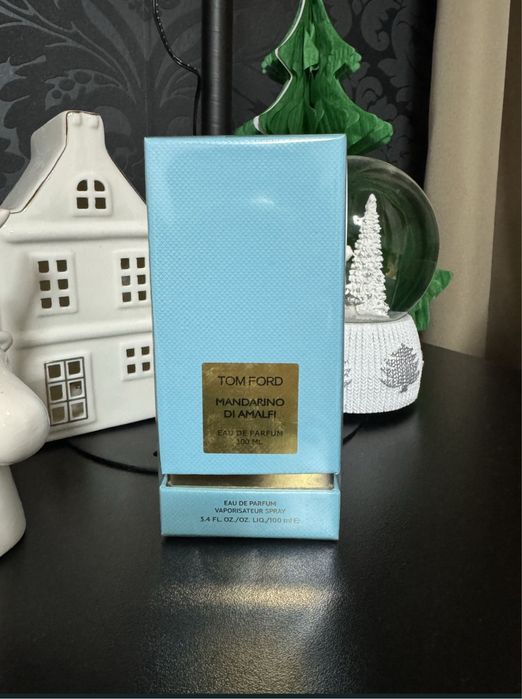 TOM FORD
MANDARINO
DI AMALFI
EAU DE PARFUM
100 ML
EAU DE PARFUM
VAPORISATEUR SPRAY
3.4 FL. OZ./OZ. LIQ./100 ml ℮